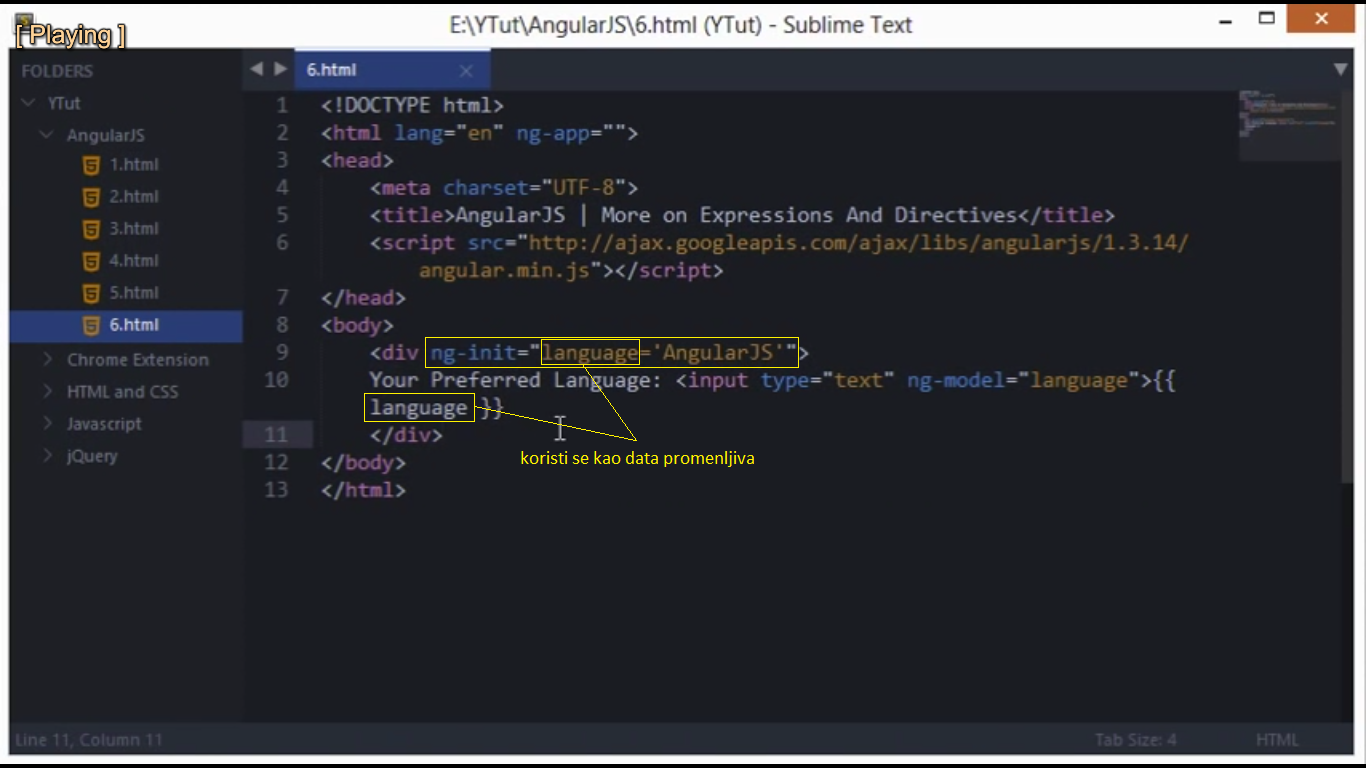 [ Playing ]
E:\YTut\AngularJS\6.html (YTut) - Sublime Text
FOLDERS
YTut
AngularJS
1.html
2.html
3.html
4.html
5.html
6.html
Chrome Extension
HTML and CSS
Javascript
jQuery
6.html
1 <!DOCTYPE html>
2 <html lang="en" ng-app="">
3 <head>
4 <meta charset="UTF-8">
5 <title>AngularJS | More on Expressions And Directives</title>
6 <script src="http://ajax.googleapis.com/ajax/libs/angularjs/1.3.14/
angular.min.js"></script>
7 </head>
8 <body>
9 <div ng-init="language='AngularJS'">
10 Your Preferred Language: <input type="text" ng-model="language">{{
language }}
11 </div>
12 </body>
13 </html>
koristi se kao data promenljiva
Line 11, Column 11
Tab Size: 4
HTML